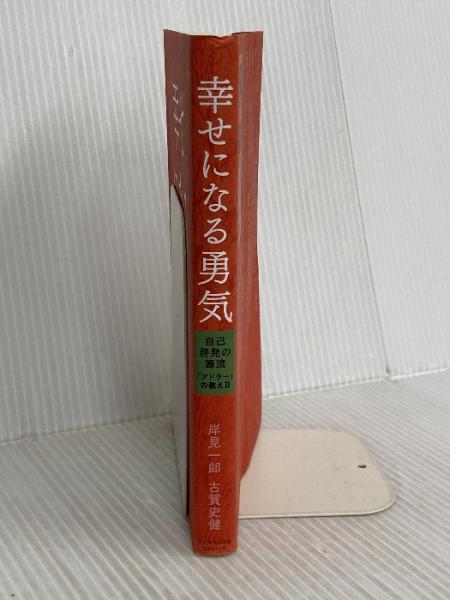 幸せになる勇気
自己
啓発の
源流
「アドラー」
の教えⅡ
岸見一郎 古賀史健